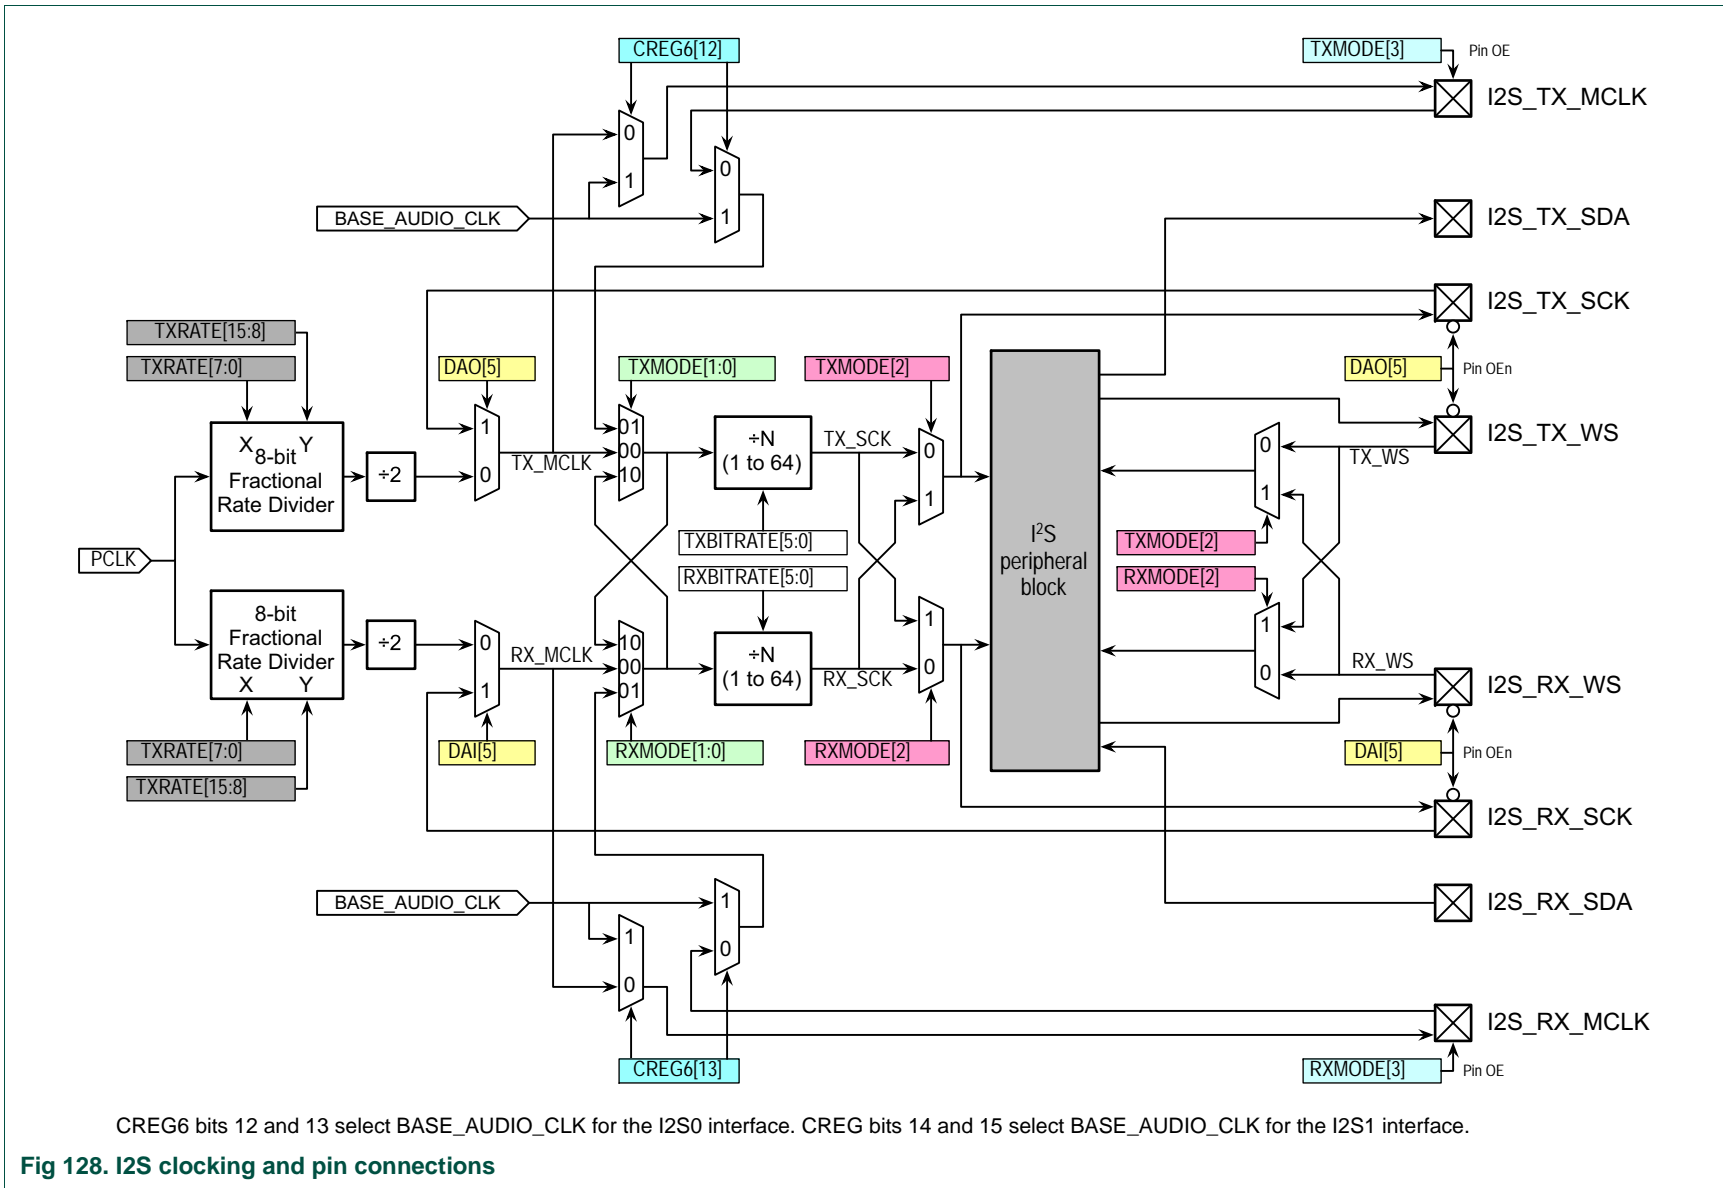 CREG6[12]
TXMODE[3]
Pin OE
I2S_TX_MCLK
0
1
0
1
BASE_AUDIO_CLK
I2S_TX_SDA
I2S_TX_SCK
TXRATE[15:8]
TXRATE[7:0]
DAO[5]
TXMODE[1:0]
TXMODE[2]
DAO[5]
Pin OEn
X Y
8-bit
Fractional
Rate Divider
÷2
1
0
TX_MCLK
01
00
10
÷N
(1 to 64)
TX_SCK
0
1
0
1
TX_WS
I2S_TX_WS
PCLK
TXBITRATE[5:0]
RXBITRATE[5:0]
I2S
peripheral
block
TXMODE[2]
RXMODE[2]
8-bit
Fractional
Rate Divider
X Y
÷2
0
1
RX_MCLK
10
00
01
÷N
(1 to 64)
RX_SCK
1
0
1
0
RX_WS
I2S_RX_WS
TXRATE[7:0]
TXRATE[15:8]
DAI[5]
RXMODE[1:0]
RXMODE[2]
DAI[5]
Pin OEn
I2S_RX_SCK
BASE_AUDIO_CLK
1
0
1
0
I2S_RX_SDA
I2S_RX_MCLK
CREG6[13]
RXMODE[3]
Pin OE
CREG6 bits 12 and 13 select BASE_AUDIO_CLK for the I2S0 interface. CREG bits 14 and 15 select BASE_AUDIO_CLK for the I2S1 interface.
Fig 128. I2S clocking and pin connections